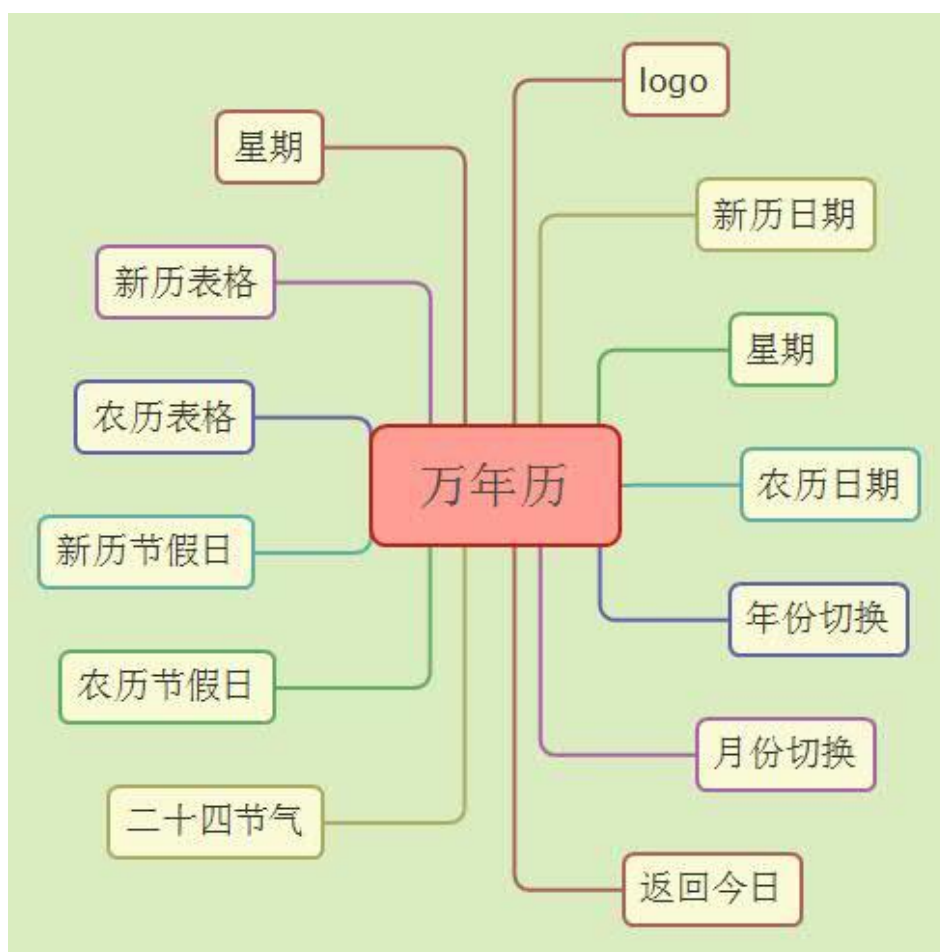 logo
星期
新历日期
新历表格
星期
农历表格
万年历
农历日期
新历节假日
年份切换
农历节假日
月份切换
二十四节气
返回今日